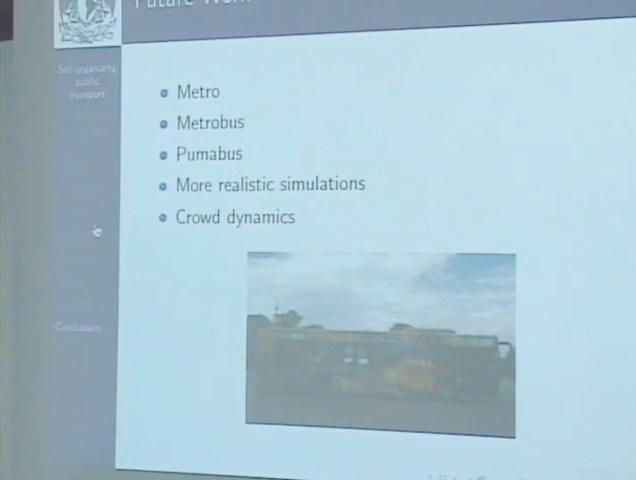 Future Work
Self-organizing
public
transport
Metro
Metrobus
Pumabus
More realistic simulations
Crowd dynamics
Conclusions